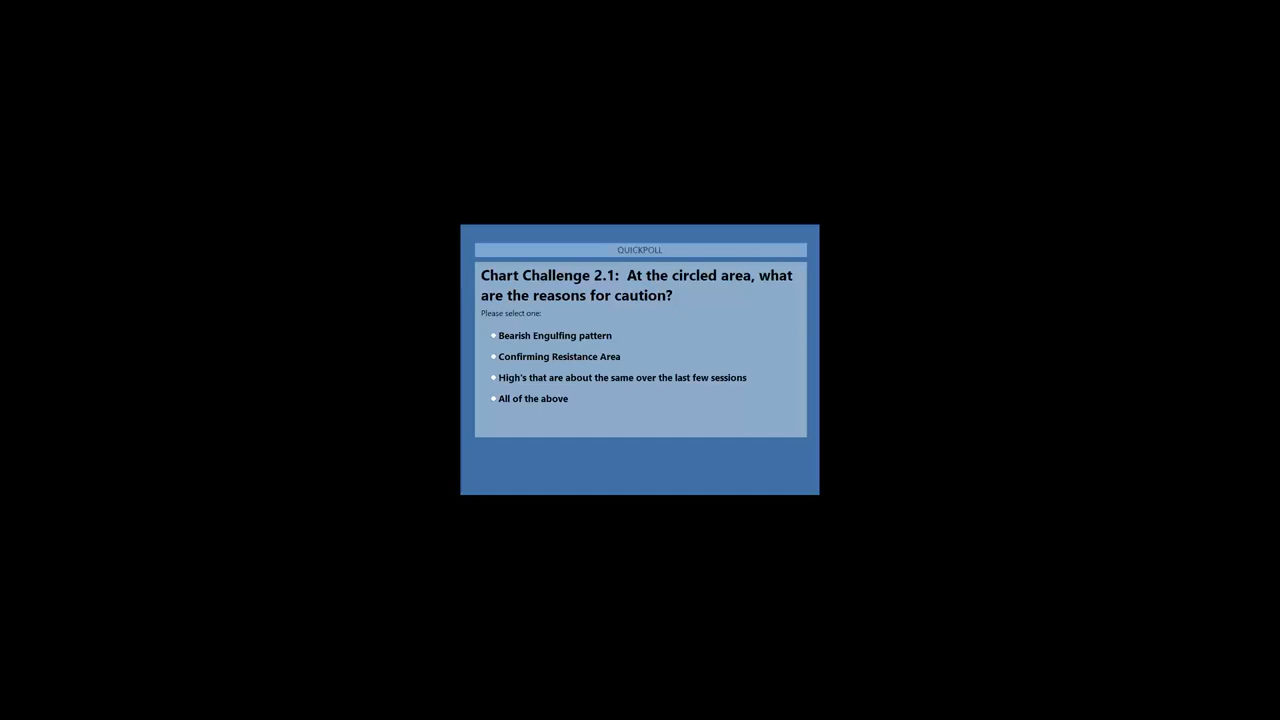 QUICKPOLL
Chart Challenge 2.1:  At the circled area, what
are the reasons for caution?
Please select one:
Bearish Engulfing pattern
Confirming Resistance Area
High's that are about the same over the last few sessions
All of the above